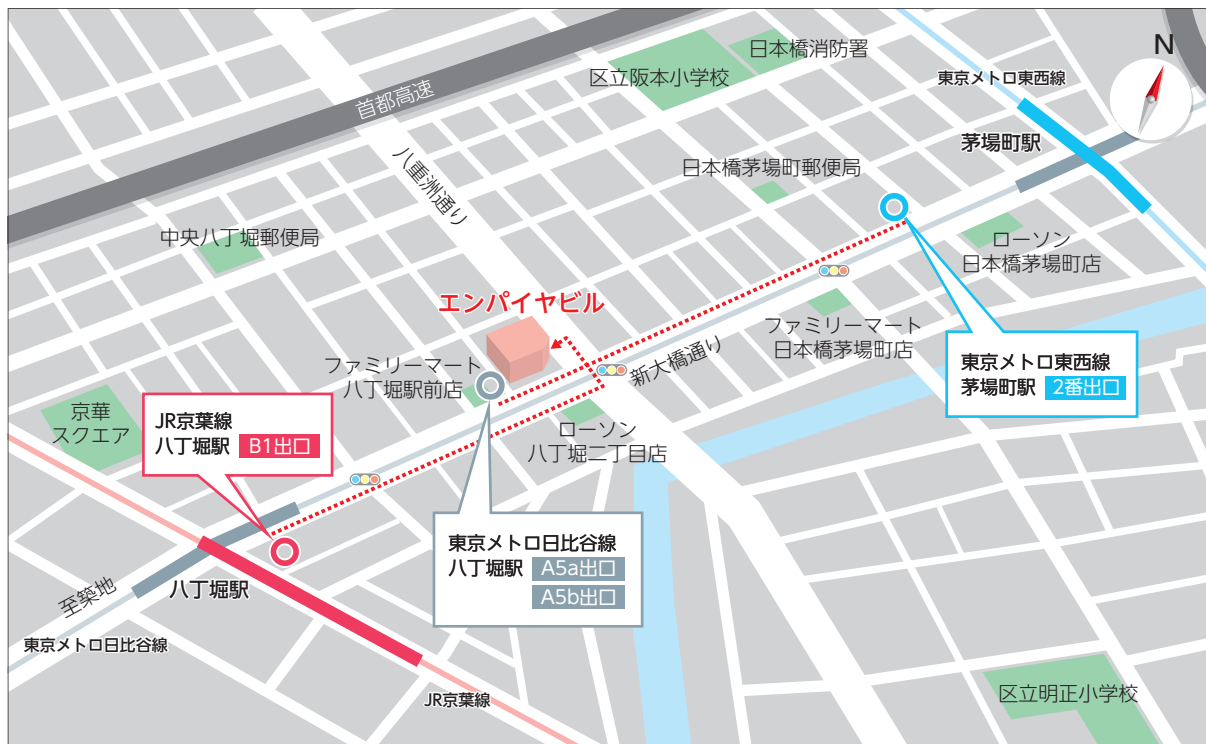 日本橋消防署
区立阪本小学校
N
東京メトロ東西線
茅場町駅
首都高速
八重洲通り
日本橋茅場町郵便局
中央八丁堀郵便局
ローソン
日本橋茅場町店
エンパイヤビル
ファミリーマート
日本橋茅場町店
新大橋通り
ファミリーマート
八丁堀駅前店
東京メトロ東西線
茅場町駅 2番出口
京華
スクエア
JR京葉線
八丁堀駅 B1出口
ローソン
八丁堀二丁目店
東京メトロ日比谷線
八丁堀駅 A5a出口
A5b出口
八丁堀駅
至築地
東京メトロ日比谷線
JR京葉線
区立明正小学校